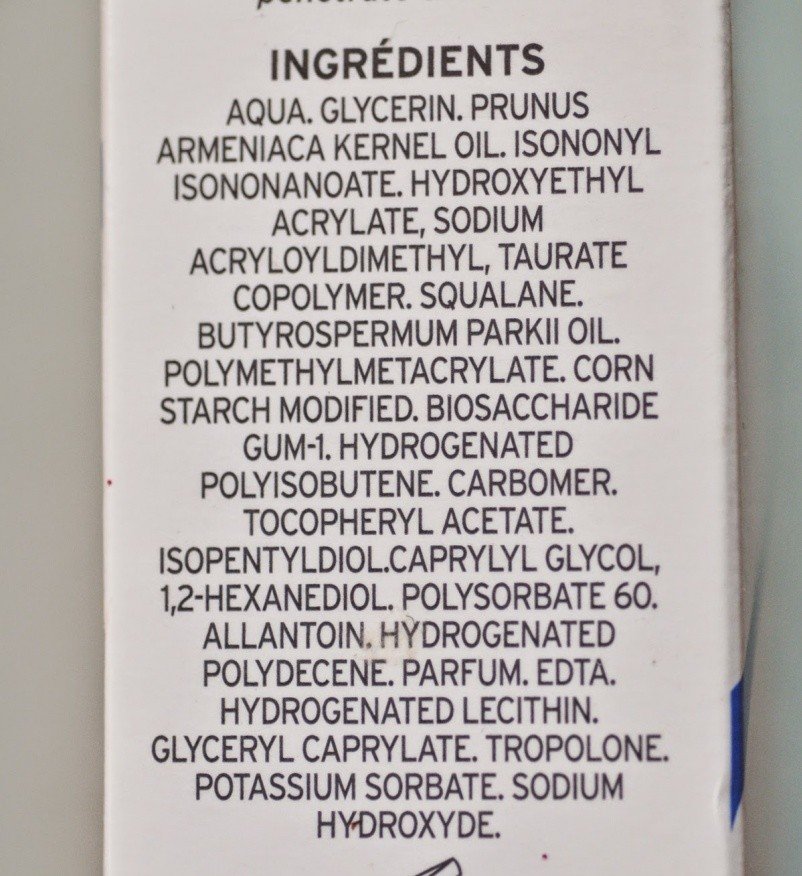 INGRÉDIENTS
AQUA. GLYCERIN. PRUNUS
ARMENIACA KERNEL OIL. ISONONYL
ISONONANOATE. HYDROXYETHYL
ACRYLATE, SODIUM
ACRYLOYLDIMETHYL, TAURATE
COPOLYMER. SQUALANE.
BUTYROSPERMUM PARKII OIL.
POLYMETHYLMETACRYLATE. CORN
STARCH MODIFIED. BIOSACCHARIDE
GUM-1. HYDROGENATED
POLYISOBUTENE. CARBOMER.
TOCOPHERYL ACETATE.
ISOPENTYLDIOL.CAPRYLYL GLYCOL,
1,2-HEXANEDIOL. POLYSORBATE 60.
ALLANTOIN. HYDROGENATED
POLYDECENE. PARFUM. EDTA.
HYDROGENATED LECITHIN.
GLYCERYL CAPRYLATE. TROPOLONE.
POTASSIUM SORBATE. SODIUM
HYDROXYDE.